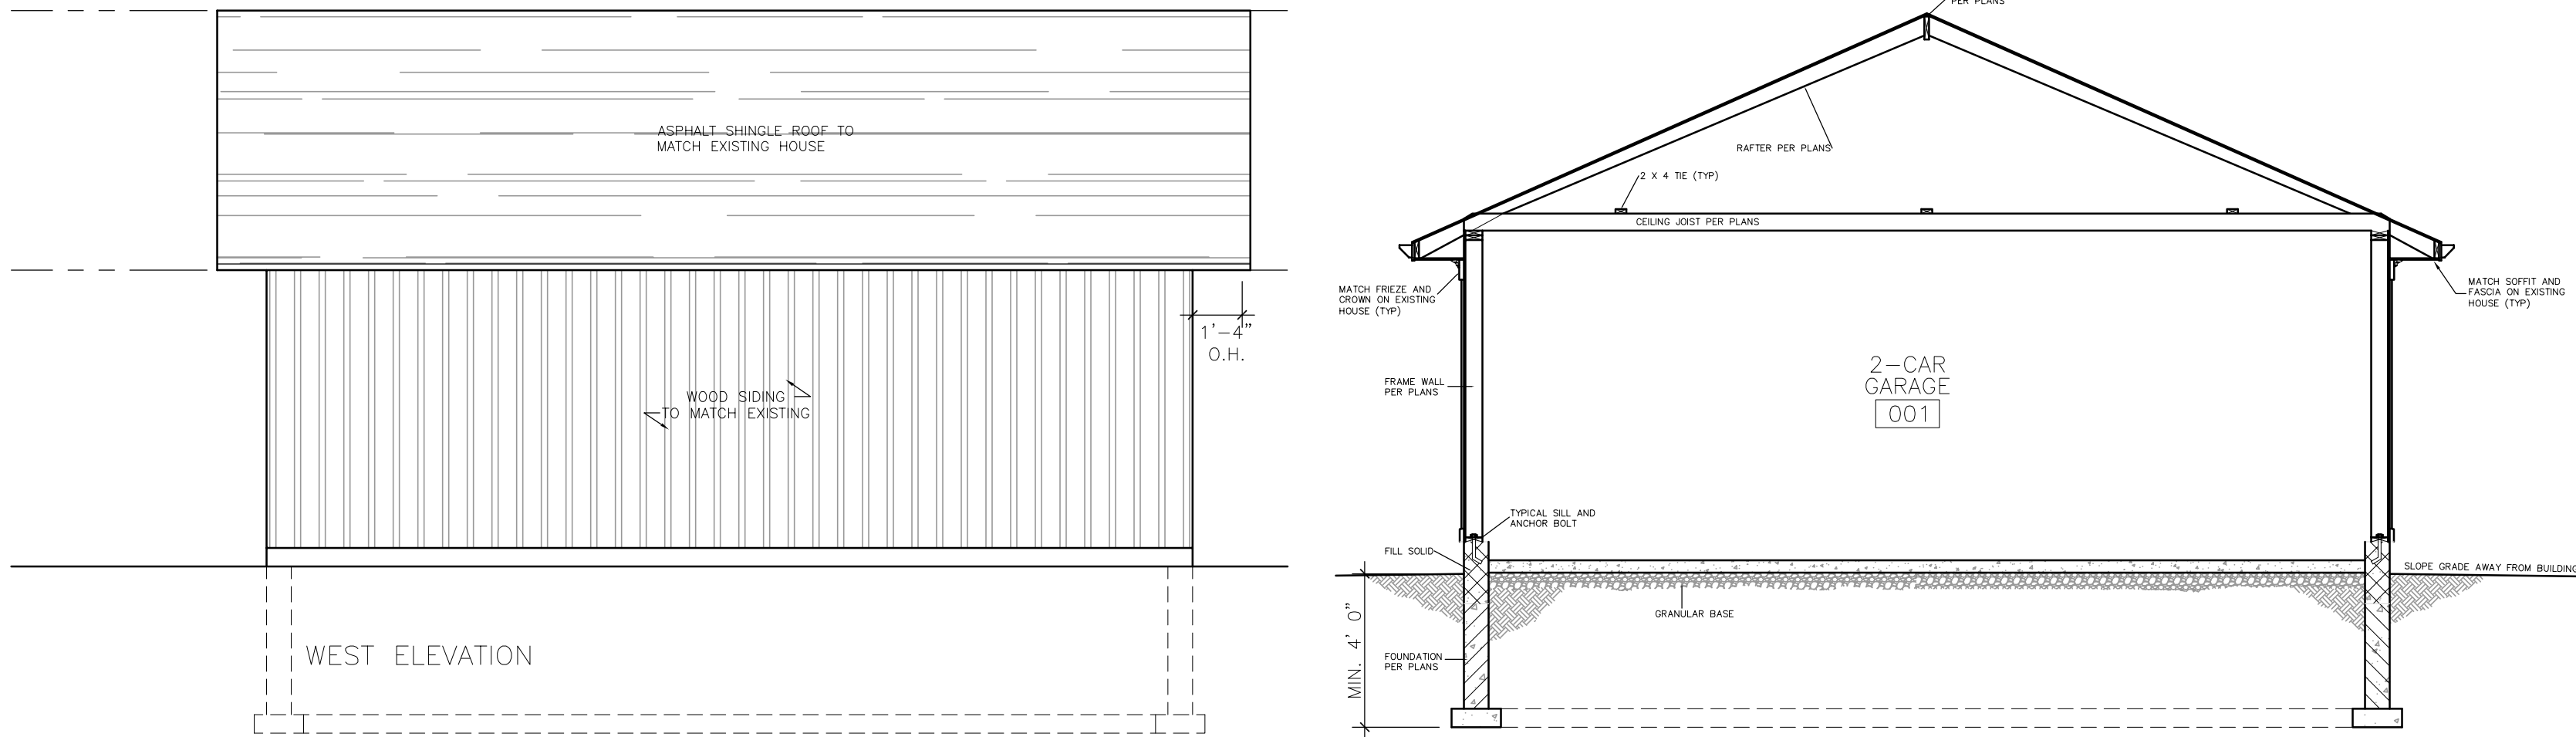 ASPHALT SHINGLE ROOF TO
MATCH EXISTING HOUSE
1'-4"
O.H.
WOOD SIDING
TO MATCH EXISTING
WEST ELEVATION
PER PLANS
RAFTER PER PLANS
2 X 4 TIE (TYP)
CEILING JOIST PER PLANS
MATCH FRIEZE AND
CROWN ON EXISTING
HOUSE (TYP)
MATCH SOFFIT AND
FASCIA ON EXISTING
HOUSE (TYP)
2-CAR
GARAGE
001
FRAME WALL
PER PLANS
TYPICAL SILL AND
ANCHOR BOLT
FILL SOLID
SLOPE GRADE AWAY FROM BUILDING
GRANULAR BASE
MIN. 4' 0"
FOUNDATION
PER PLANS